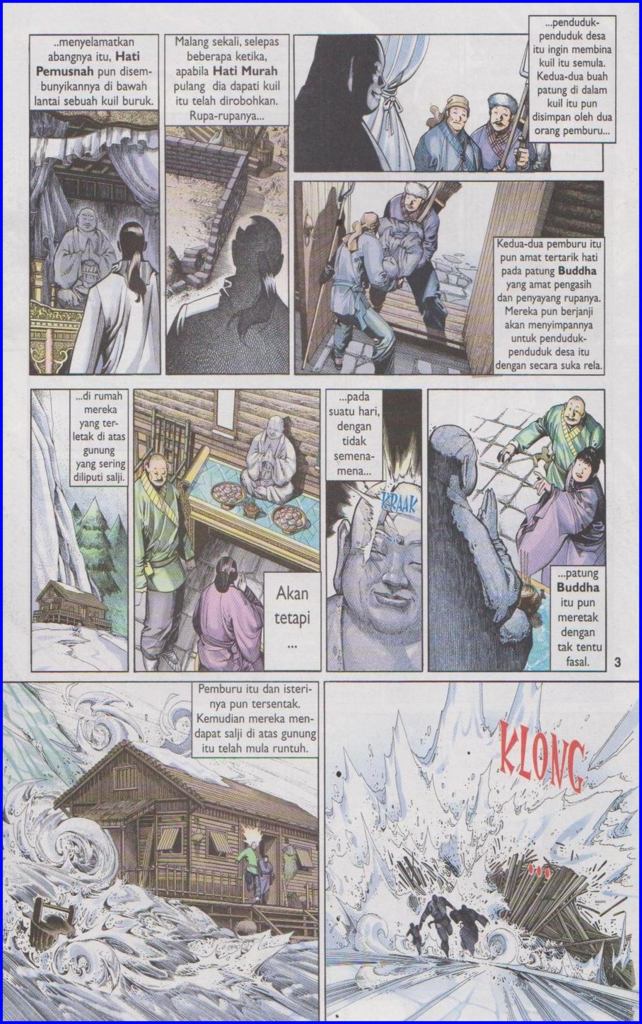 ...menyelamatkan
abangnya itu, Hati
Pemusnah pun disem-
bunyikannya di bawah
lantai sebuah kuil buruk.
Malang sekali, selepas
beberapa ketika,
apabila Hati Murah
pulang dia dapati kuil
itu telah dirobohkan.
Rupa-rupanya...
...penduduk-
penduduk desa
itu ingin membina
kuil itu semula.
Kedua-dua buah
patung di dalam
kuil itu pun
disimpan oleh dua
orang pemburu...
Kedua-dua pemburu itu
pun amat tertarik hati
pada patung Buddha
yang amat pengasih
dan penyayang rupanya.
Mereka pun berjanji
akan menyimpannya
untuk penduduk-
penduduk desa itu
dengan secara suka rela.
...di rumah
mereka
yang ter-
letak di atas
gunung
yang sering
diliputi salji.
Akan
tetapi
...
...pada
suatu hari,
dengan
tidak
semena-
mena...
KRAAK
...patung
Buddha
itu pun
meretak
dengan
tak tentu
fasal.
3
Pemburu itu dan isteri-
nya pun tersentak.
Kemudian mereka men-
dapat salji di atas gunung
itu telah mula runtuh.
KLONG
...